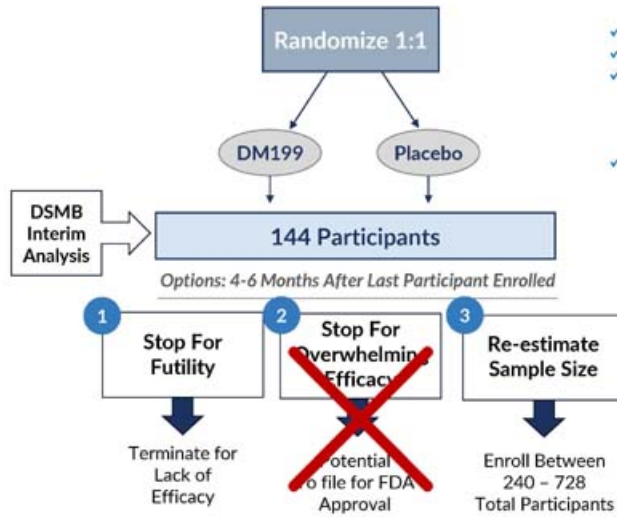 Randomize 1:1
DM199
Placebo
DSMB
Interim
Analysis
144 Participants
Options: 4-6 Months After Last Participant Enrolled
1
Stop For
Futility
2
Stop For
Overwhelming
Efficacy
3
Re-estimate
Sample Size
Terminate for
Lack of
Efficacy
Potential
To file for FDA
Approval
Enroll Between
240 – 728
Total Participants